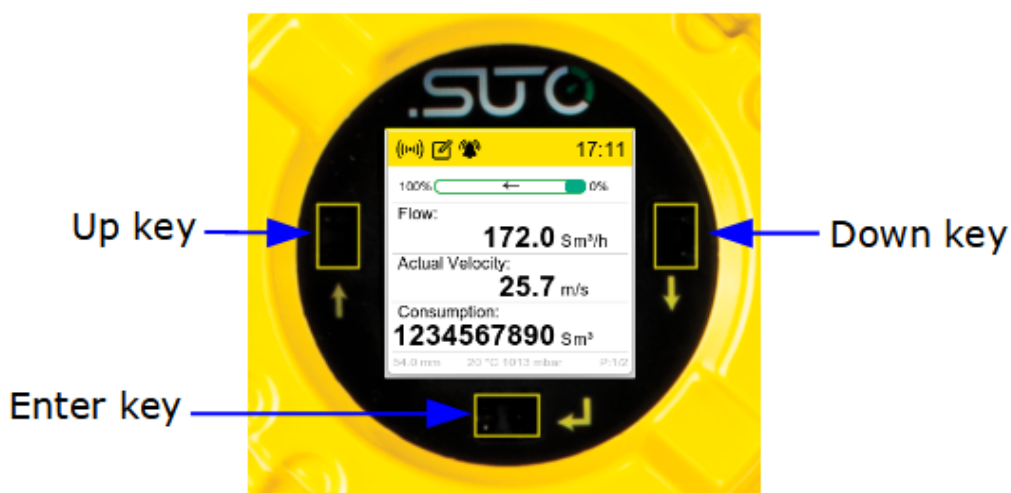 .SUTO
17:11
100% ← 0%
Flow:
172.0 Sm³/h
Actual Velocity:
25.7 m/s
Consumption:
1234567890 Sm³
54.0 mm 20 °C 1013 mbar P:1/2
Up key
↑
Down key
↓
Enter key
↵